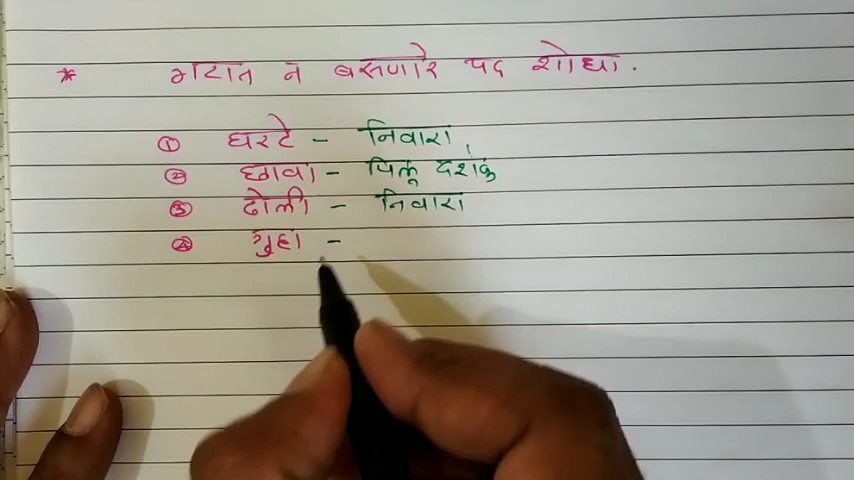 * गटात न बसणारे पद शोधा.
① घरटे - निवारा
② छावा - पिलू दर्शक
③ ढोली - निवारा
④ गुहा -